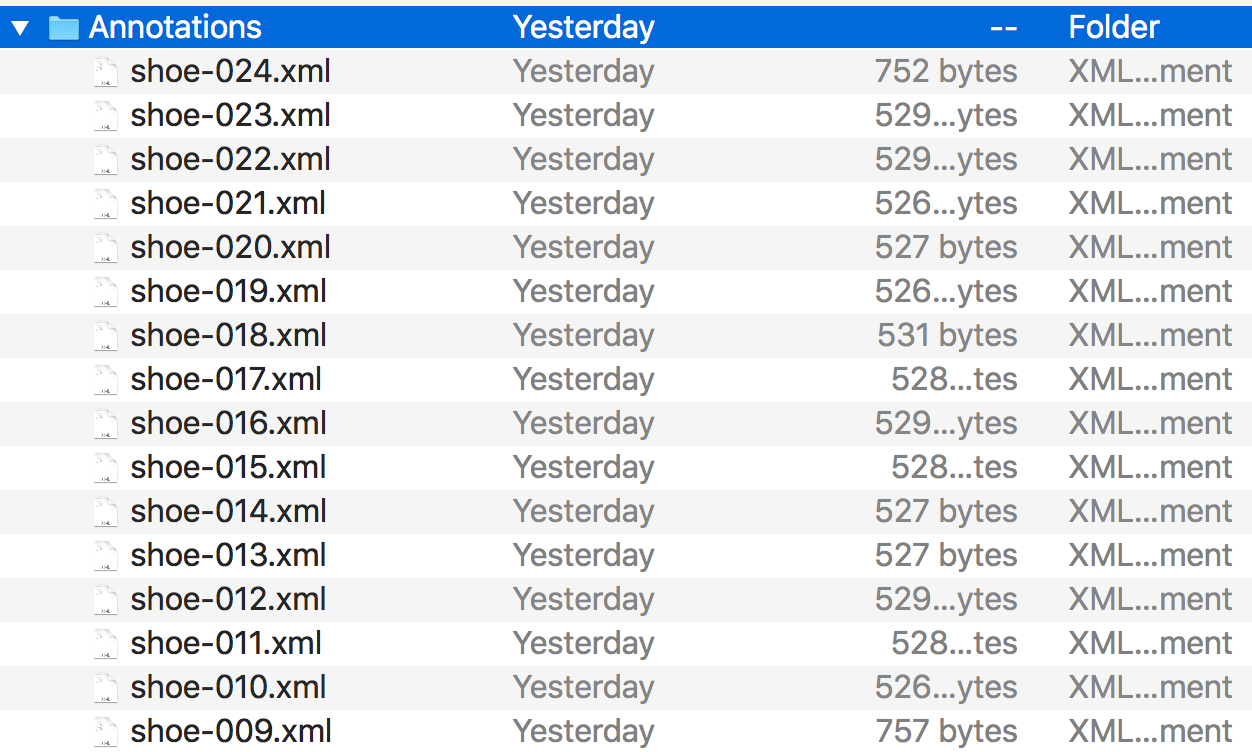 Annotations Yesterday -- Folder
shoe-024.xml Yesterday 752 bytes XML...ment
shoe-023.xml Yesterday 529...ytes XML...ment
shoe-022.xml Yesterday 529...ytes XML...ment
shoe-021.xml Yesterday 526...ytes XML...ment
shoe-020.xml Yesterday 527 bytes XML...ment
shoe-019.xml Yesterday 526...ytes XML...ment
shoe-018.xml Yesterday 531 bytes XML...ment
shoe-017.xml Yesterday 528...tes XML...ment
shoe-016.xml Yesterday 529...ytes XML...ment
shoe-015.xml Yesterday 528...tes XML...ment
shoe-014.xml Yesterday 527 bytes XML...ment
shoe-013.xml Yesterday 527 bytes XML...ment
shoe-012.xml Yesterday 529...ytes XML...ment
shoe-011.xml Yesterday 528...tes XML...ment
shoe-010.xml Yesterday 526...ytes XML...ment
shoe-009.xml Yesterday 757 bytes XML...ment